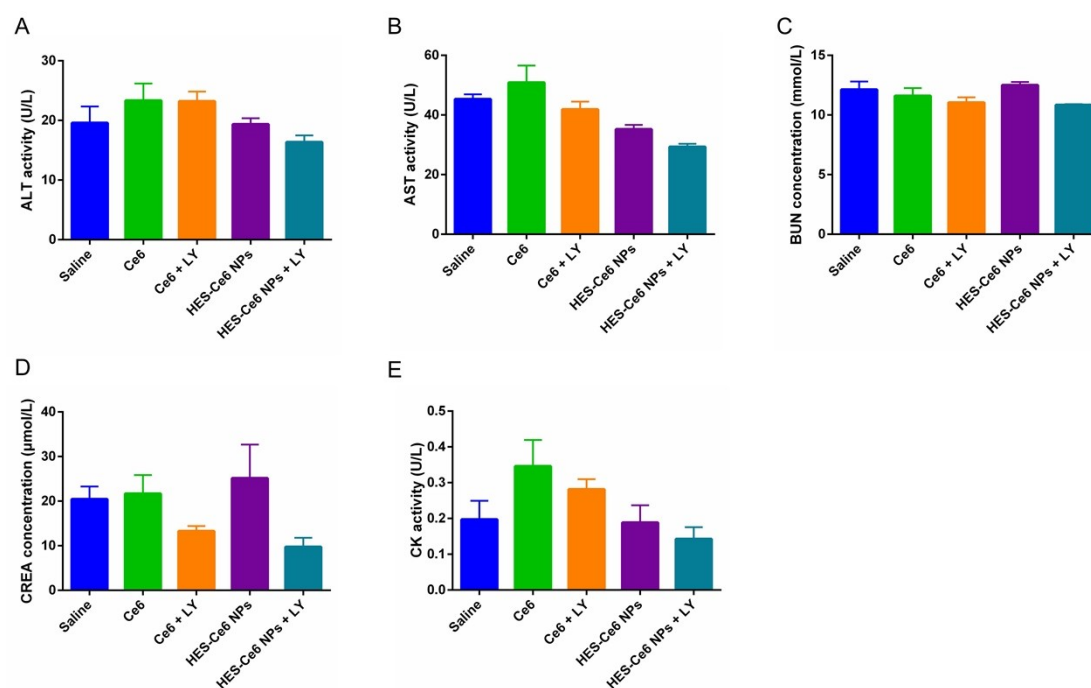 A
ALT activity (U/L)
30
20
10
0
Saline
Ce6
Ce6 + LY
HES-Ce6 NPs
HES-Ce6 NPs + LY
B
AST activity (U/L)
60
40
20
0
Saline
Ce6
Ce6 + LY
HES-Ce6 NPs
HES-Ce6 NPs + LY
C
BUN concentration (mmol/L)
15
10
5
0
Saline
Ce6
Ce6 + LY
HES-Ce6 NPs
HES-Ce6 NPs + LY
D
CREA concentration (μmol/L)
40
30
20
10
0
Saline
Ce6
Ce6 + LY
HES-Ce6 NPs
HES-Ce6 NPs + LY
E
CK activity (U/L)
0.5
0.4
0.3
0.2
0.1
0.0
Saline
Ce6
Ce6 + LY
HES-Ce6 NPs
HES-Ce6 NPs + LY